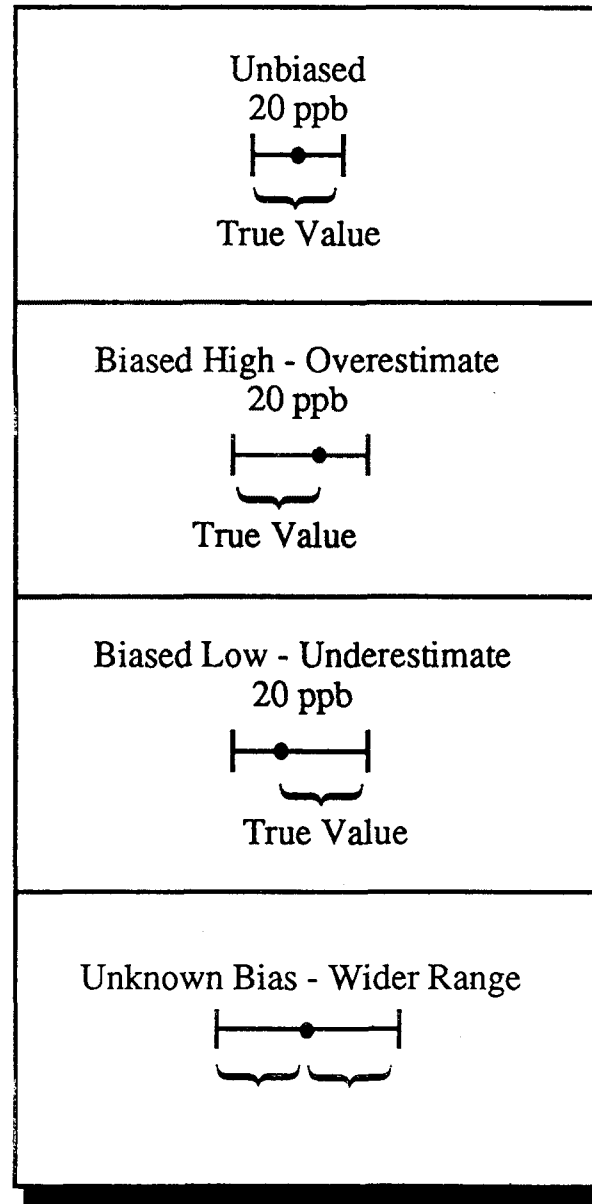 Unbiased
20 ppb
True Value
Biased High - Overestimate
20 ppb
True Value
Biased Low - Underestimate
20 ppb
True Value
Unknown Bias - Wider Range